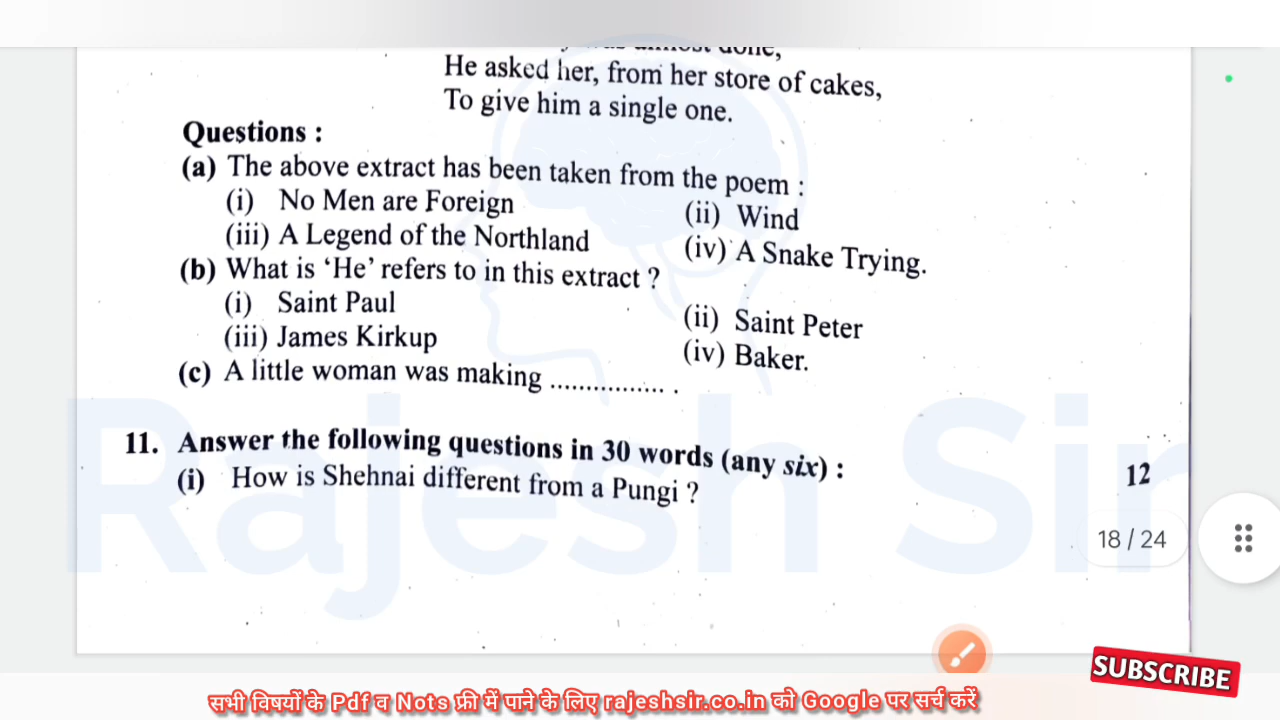 He asked her, from her store of cakes,
To give him a single one.
Questions :
(a) The above extract has been taken from the poem :
(i) No Men are Foreign (ii) Wind
(iii) A Legend of the Northland (iv) A Snake Trying.
(b) What is ‘He’ refers to in this extract ?
(i) Saint Paul (ii) Saint Peter
(iii) James Kirkup (iv) Baker.
(c) A little woman was making ................ .
11. Answer the following questions in 30 words (any six) : 12
(i) How is Shehnai different from a Pungi ?
Rajesh Sir
18 / 24
SUBSCRIBE
सभी विषयों के Pdf व Nots फ्री में पाने के लिए rajeshsir.co.in को Google पर सर्च करें